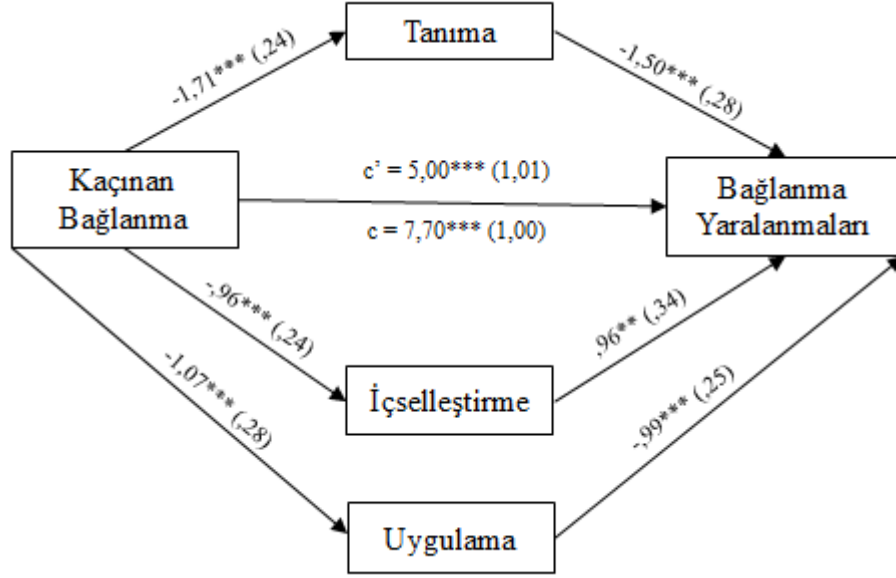 Tanıma
-1,71*** (,24)
-1,50*** (,28)
Kaçınan
Bağlanma
c’ = 5,00*** (1,01)
c = 7,70*** (1,00)
Bağlanma
Yaralanmaları
-,96*** (,24)
,96** (,34)
-1,07*** (,28)
İçselleştirme
-,99*** (,25)
Uygulama